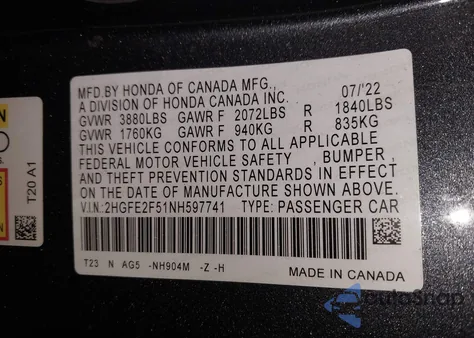 MFD.BY HONDA OF CANADA MFG.,
A DIVISION OF HONDA CANADA INC. 07/'22
GVWR 3880LBS GAWR F 2072LBS R 1840LBS
GVWR 1760KG GAWR F 940KG R 835KG
THIS VEHICLE CONFORMS TO ALL APPLICABLE
FEDERAL MOTOR VEHICLE SAFETY , BUMPER ,
AND THEFT PREVENTION STANDARDS IN EFFECT
ON THE DATE OF MANUFACTURE SHOWN ABOVE.
V.I.N.:2HGFE2F51NH597741 TYPE: PASSENGER CAR
T23 N AG5 -NH904M -Z -H
MADE IN CANADA
T20 A1
autoSnap